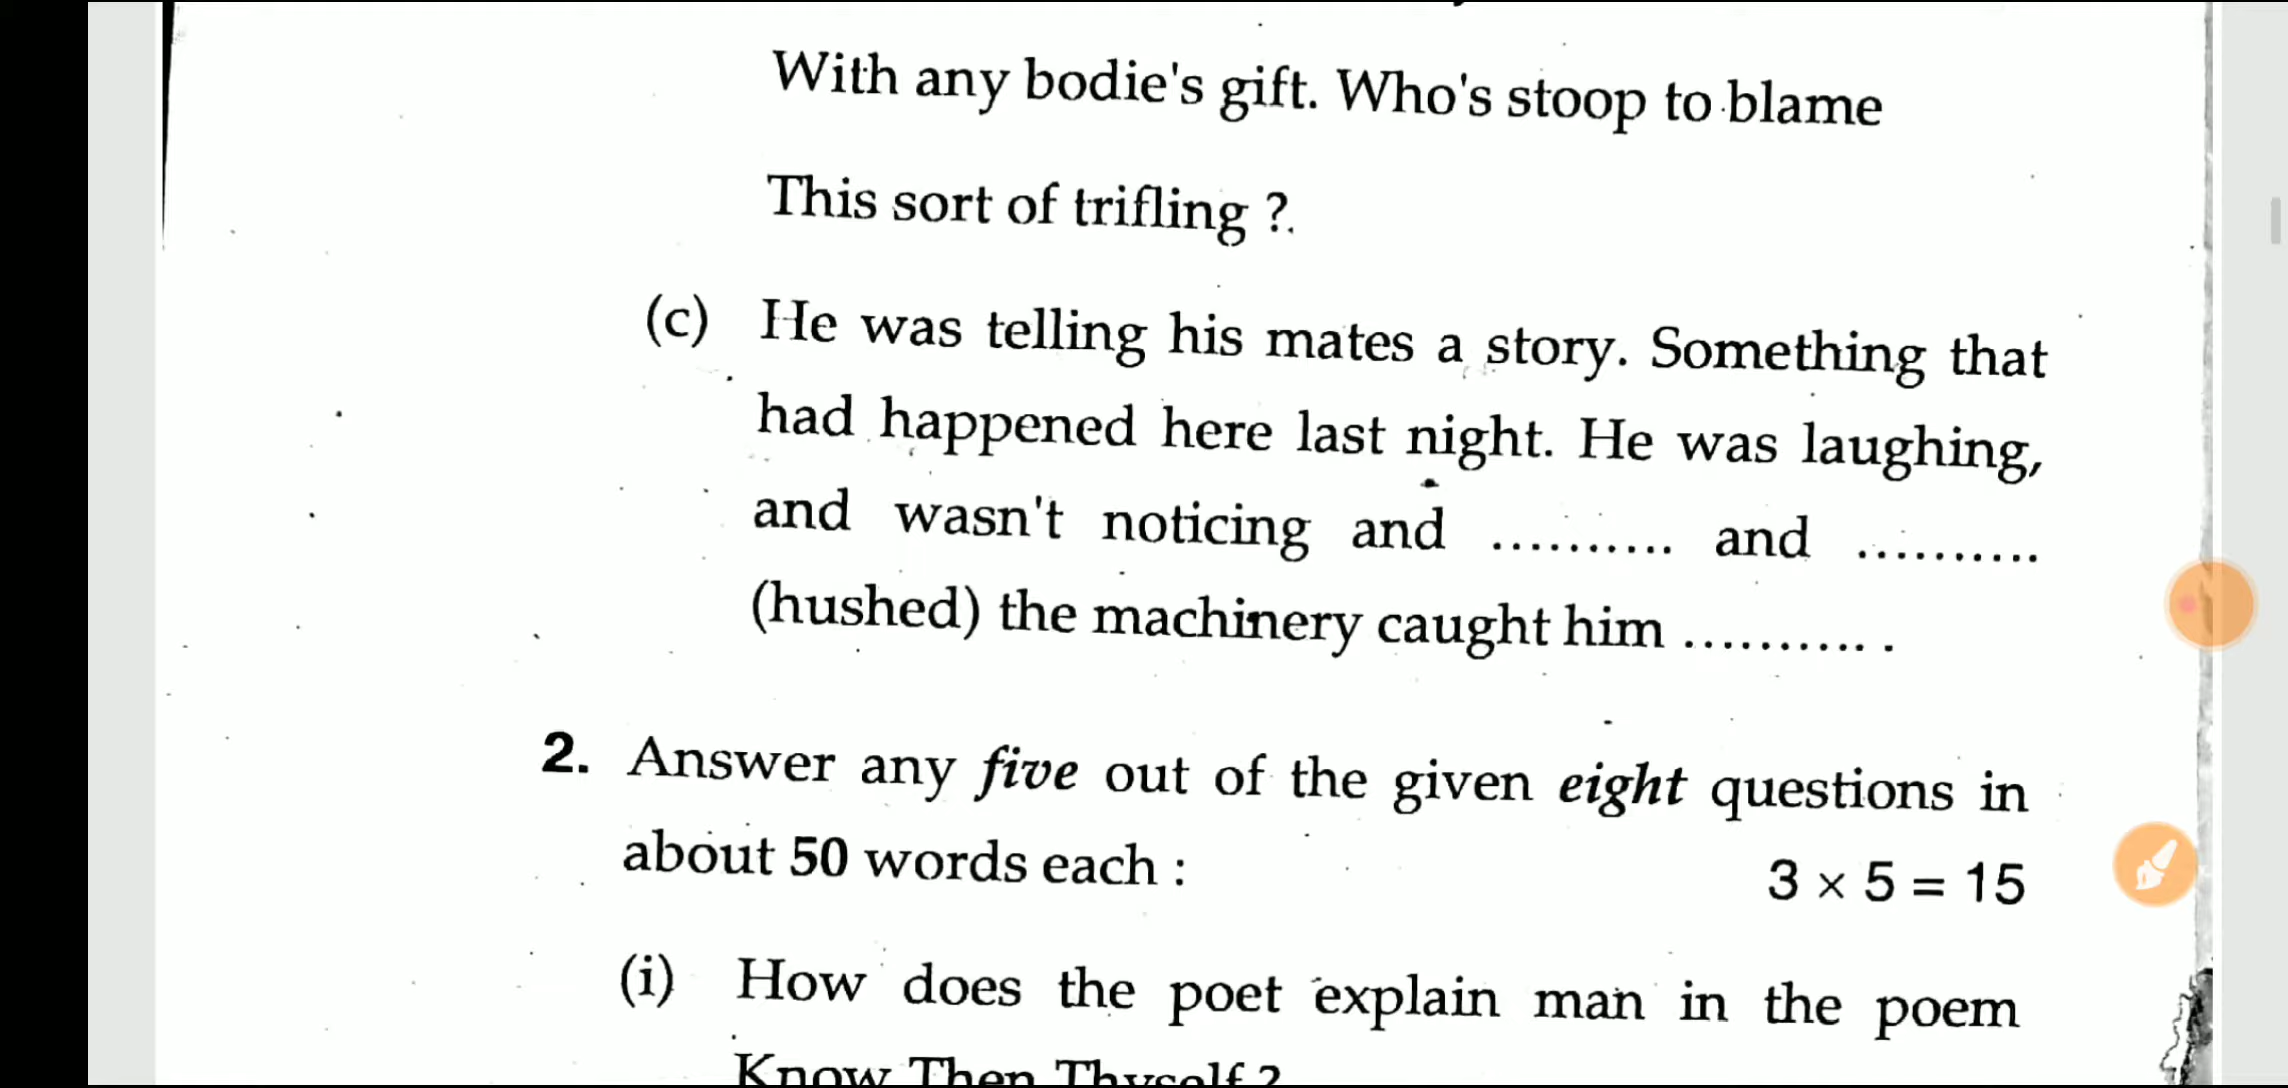 With any bodie's gift. Who's stoop to blame
This sort of trifling ?.
(c) He was telling his mates a story. Something that
had happened here last night. He was laughing,
and wasn't noticing and .......... and ..........
(hushed) the machinery caught him ........... .
2. Answer any five out of the given eight questions in
about 50 words each : 3 × 5 = 15
(i) How does the poet explain man in the poem
Know Then Thyself ?